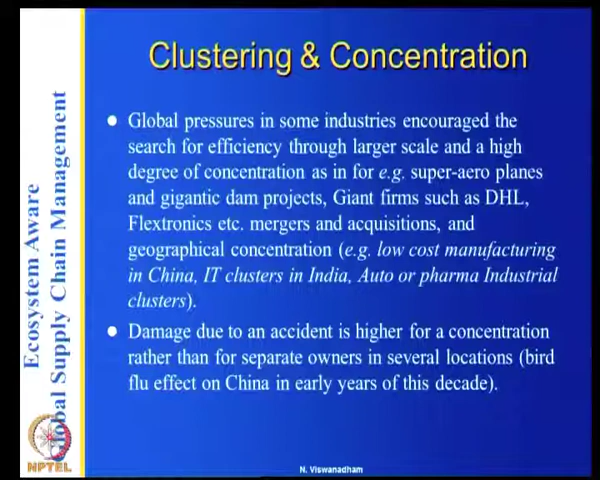 Clustering & Concentration
Global pressures in some industries encouraged the
search for efficiency through larger scale and a high
degree of concentration as in for e.g. super-aero planes
and gigantic dam projects, Giant firms such as DHL,
Flextronics etc. mergers and acquisitions, and
geographical concentration (e.g. low cost manufacturing
in China, IT clusters in India, Auto or pharma Industrial
clusters).
Damage due to an accident is higher for a concentration
rather than for separate owners in several locations (bird
flu effect on China in early years of this decade).
Ecosystem Aware
Global Supply Chain Management
NPTEL
N. Viswanadham